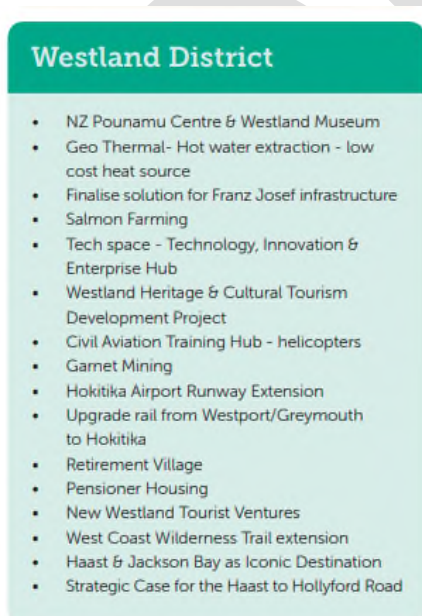 Westland District
• NZ Pounamu Centre & Westland Museum
• Geo Thermal- Hot water extraction - low
cost heat source
• Finalise solution for Franz Josef infrastructure
• Salmon Farming
• Tech space - Technology, Innovation &
Enterprise Hub
• Westland Heritage & Cultural Tourism
Development Project
• Civil Aviation Training Hub - helicopters
• Garnet Mining
• Hokitika Airport Runway Extension
• Upgrade rail from Westport/Greymouth
to Hokitika
• Retirement Village
• Pensioner Housing
• New Westland Tourist Ventures
• West Coast Wilderness Trail extension
• Haast & Jackson Bay as Iconic Destination
• Strategic Case for the Haast to Hollyford Road